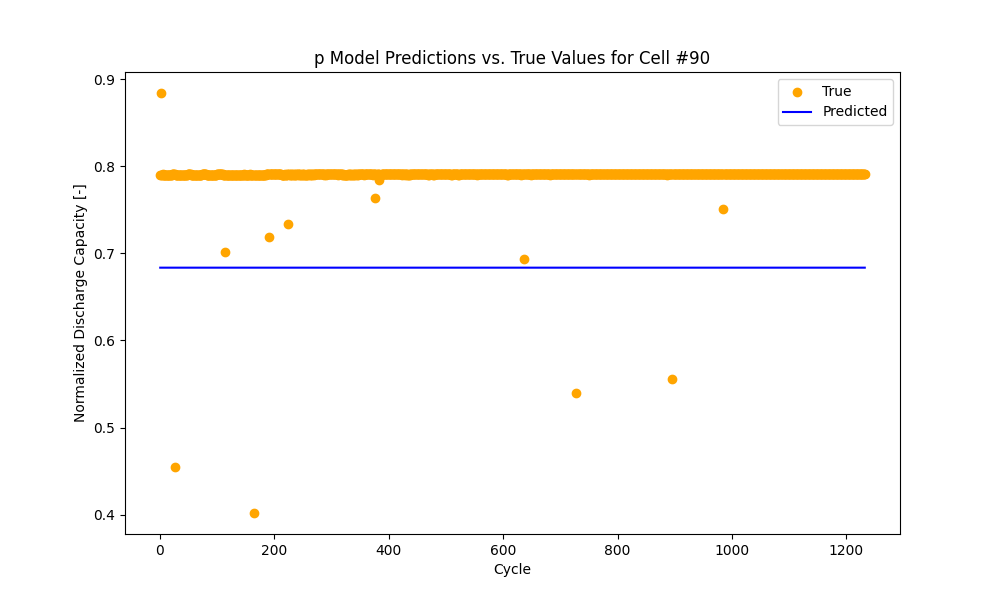 p Model Predictions vs. True Values for Cell #90
True
Predicted
Normalized Discharge Capacity [-]
0.9
0.8
0.7
0.6
0.5
0.4
0 200 400 600 800 1000 1200
Cycle